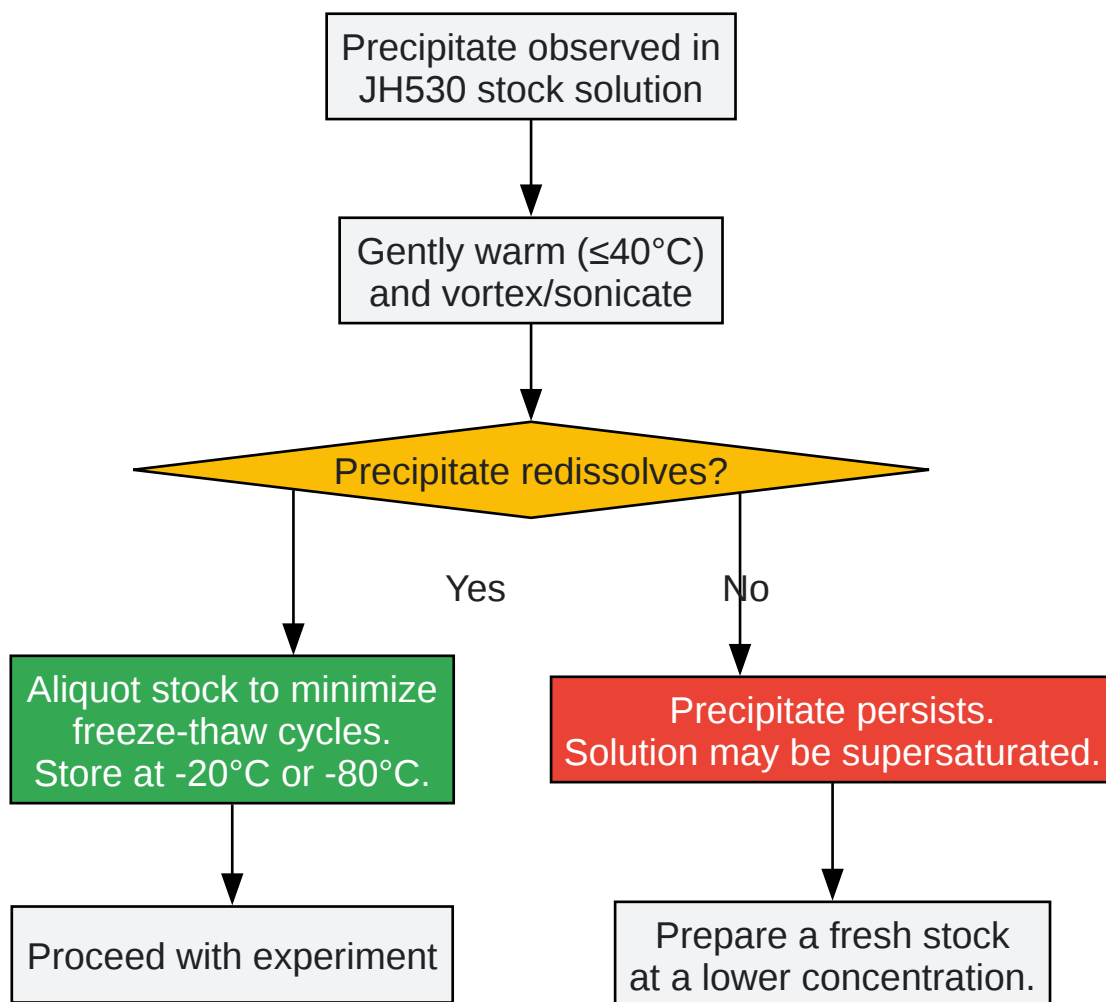 Precipitate observed in
JH530 stock solution
Gently warm (≤40°C)
and vortex/sonicate
Precipitate redissolves?
Yes
No
Aliquot stock to minimize
freeze-thaw cycles.
Store at -20°C or -80°C.
Precipitate persists.
Solution may be supersaturated.
Proceed with experiment
Prepare a fresh stock
at a lower concentration.